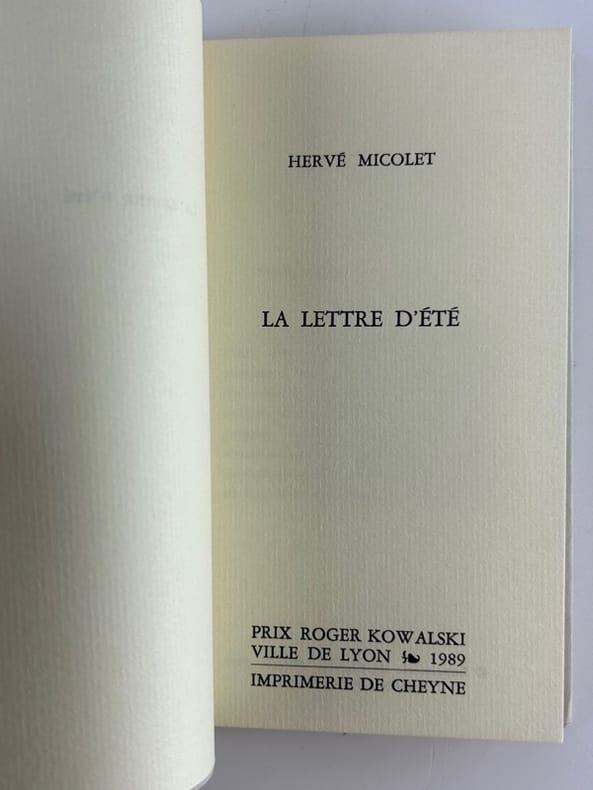 HERVÉ MICOLET
LA LETTRE D'ÉTÉ
PRIX ROGER KOWALSKI
VILLE DE LYON ❧ 1989
IMPRIMERIE DE CHEYNE